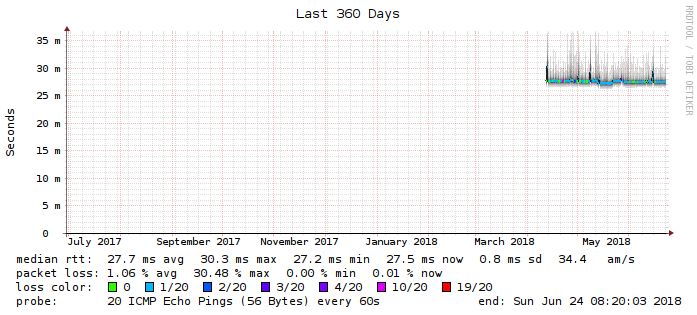 Last 360 Days
RRDTOOL / TOBI OETIKER
Seconds
35 m
30 m
25 m
20 m
15 m
10 m
5 m
0
July 2017 September 2017 November 2017 January 2018 March 2018 May 2018
median rtt: 27.7 ms avg 30.3 ms max 27.2 ms min 27.5 ms now 0.8 ms sd 34.4 am/s
packet loss: 1.06 % avg 30.48 % max 0.00 % min 0.01 % now
loss color: 0 1/20 2/20 3/20 4/20 10/20 19/20
probe: 20 ICMP Echo Pings (56 Bytes) every 60s end: Sun Jun 24 08:20:03 2018